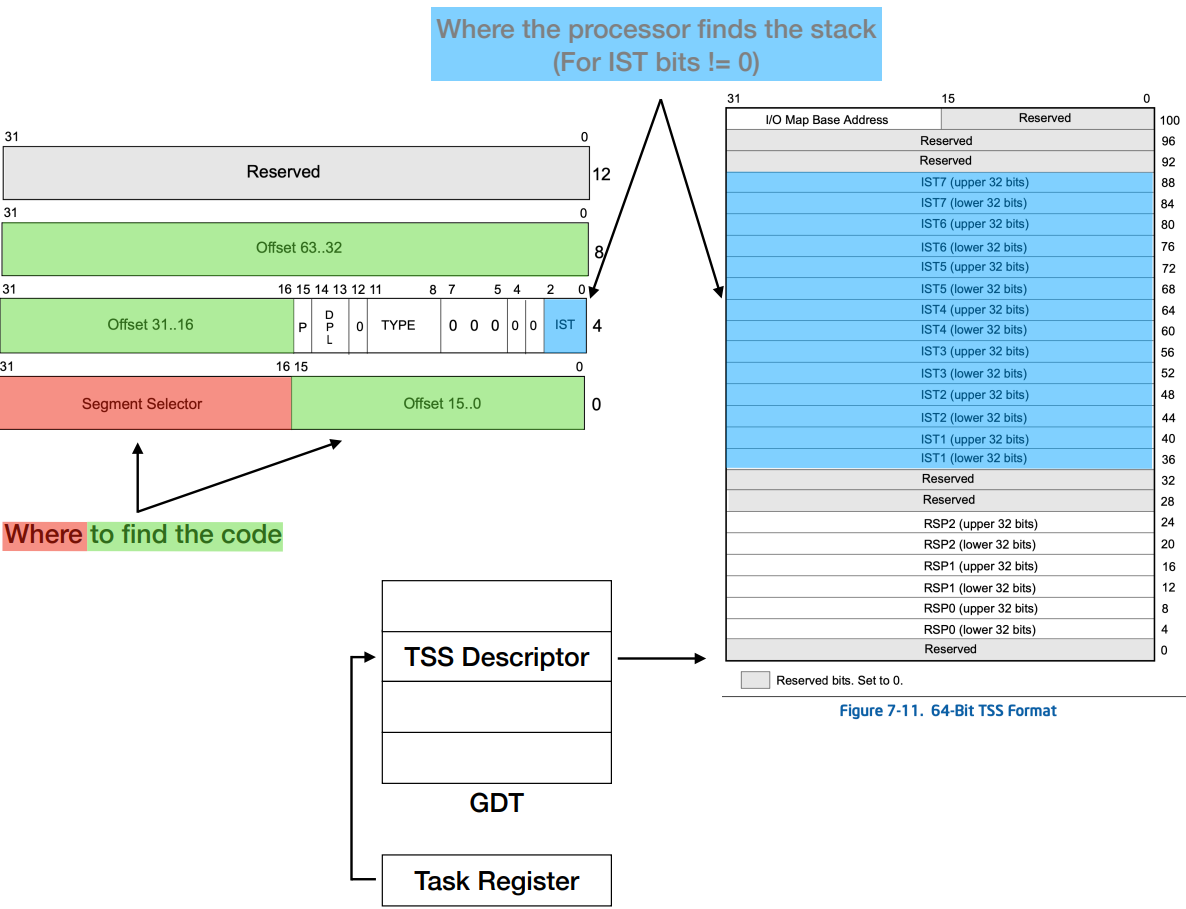 Where the processor finds the stack
(For IST bits != 0)
31 0
Reserved 12
31 0
Offset 63..32 8
31 16 15 14 13 12 11 8 7 5 4 2 0
Offset 31..16 P DPL 0 TYPE 0 0 0 0 0 IST 4
31 16 15 0
Segment Selector Offset 15..0 0
Where to find the code
31 15 0
I/O Map Base Address Reserved 100
Reserved 96
Reserved 92
IST7 (upper 32 bits) 88
IST7 (lower 32 bits) 84
IST6 (upper 32 bits) 80
IST6 (lower 32 bits) 76
IST5 (upper 32 bits) 72
IST5 (lower 32 bits) 68
IST4 (upper 32 bits) 64
IST4 (lower 32 bits) 60
IST3 (upper 32 bits) 56
IST3 (lower 32 bits) 52
IST2 (upper 32 bits) 48
IST2 (lower 32 bits) 44
IST1 (upper 32 bits) 40
IST1 (lower 32 bits) 36
Reserved 32
Reserved 28
RSP2 (upper 32 bits) 24
RSP2 (lower 32 bits) 20
RSP1 (upper 32 bits) 16
RSP1 (lower 32 bits) 12
RSP0 (upper 32 bits) 8
RSP0 (lower 32 bits) 4
Reserved 0
Reserved bits. Set to 0.
Figure 7-11. 64-Bit TSS Format
TSS Descriptor
GDT
Task Register